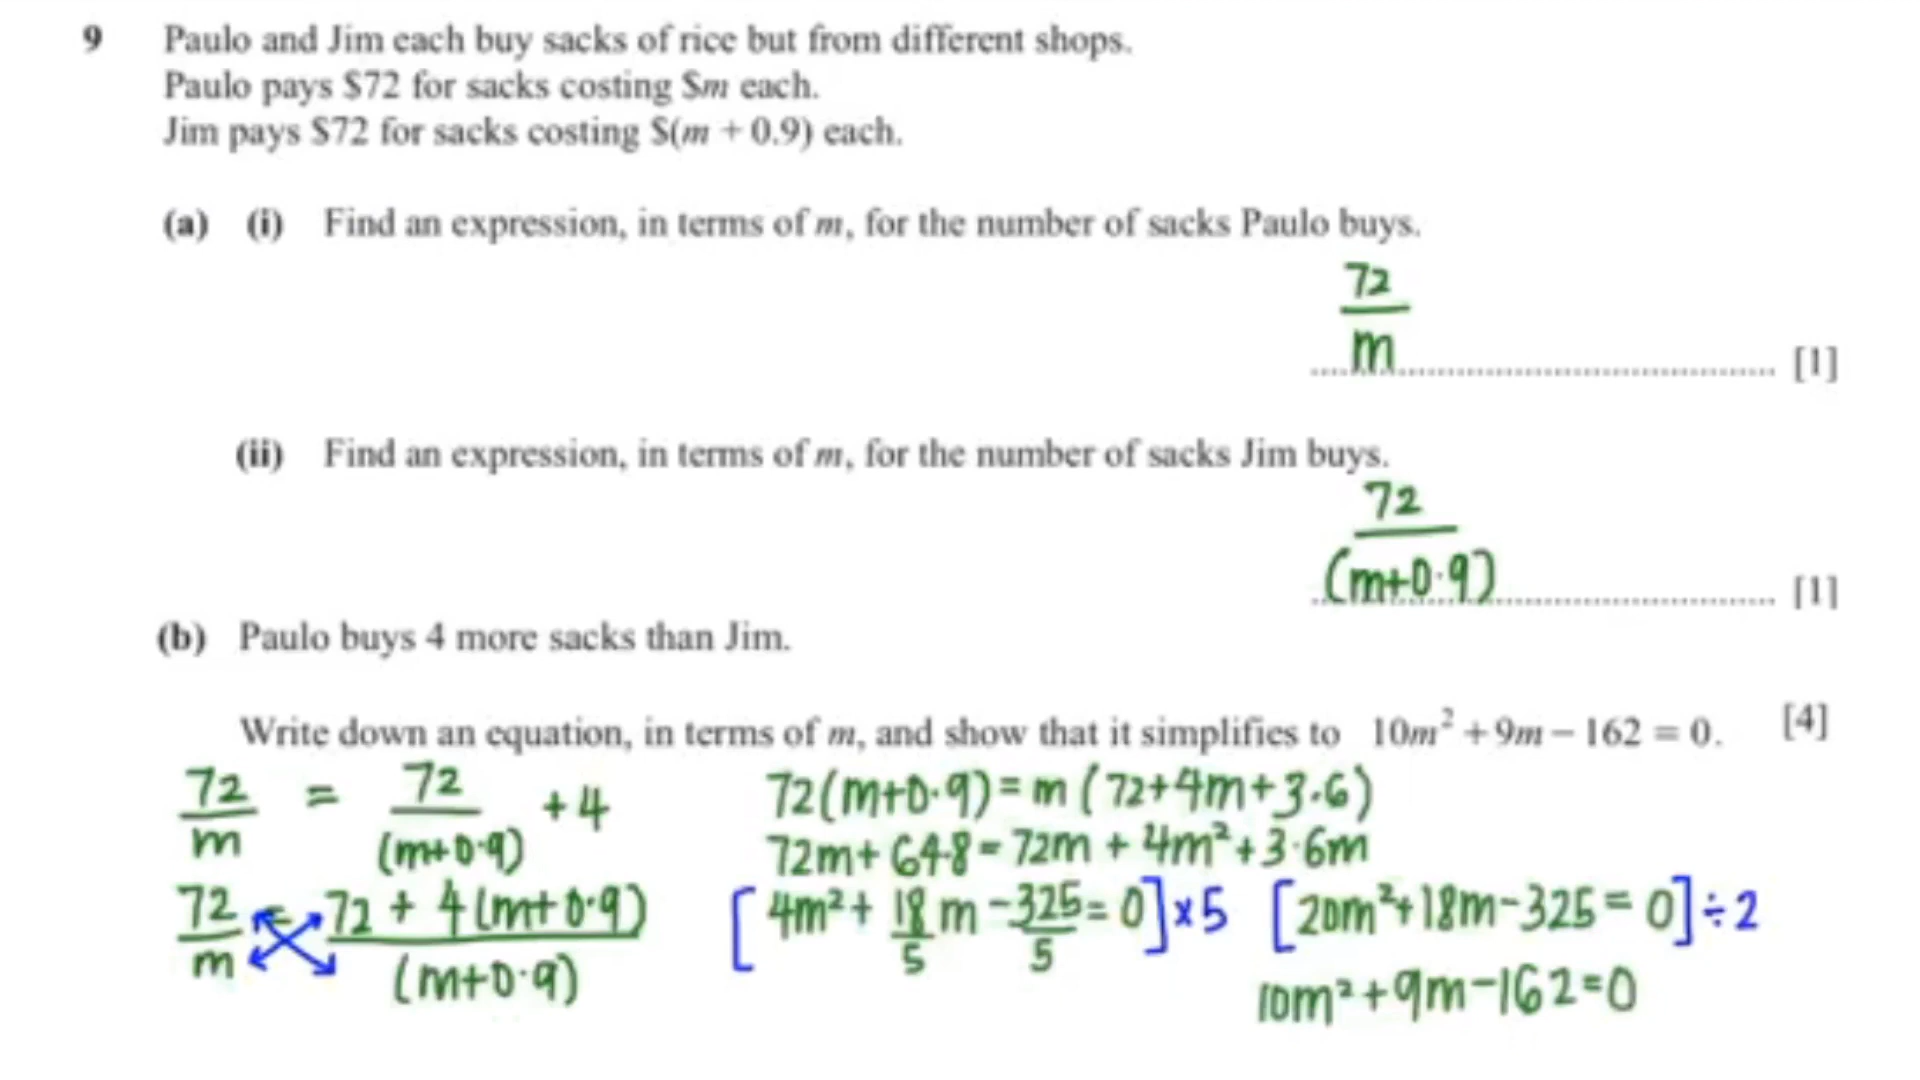 9 Paulo and Jim each buy sacks of rice but from different shops.
Paulo pays $72 for sacks costing $m each.
Jim pays $72 for sacks costing $(m + 0.9) each.
(a) (i) Find an expression, in terms of m, for the number of sacks Paulo buys.
72/m [1]
(ii) Find an expression, in terms of m, for the number of sacks Jim buys.
72/(m+0.9) [1]
(b) Paulo buys 4 more sacks than Jim.
Write down an equation, in terms of m, and show that it simplifies to 10m² + 9m − 162 = 0. [4]
72/m = 72/(m+0.9) + 4
72/m = (72 + 4(m+0.9))/(m+0.9)
72(m+0.9) = m(72+4m+3.6)
72m + 64.8 = 72m + 4m² + 3.6m
[4m² + 18/5 m − 325/5 = 0] ×5 [20m² + 18m − 325 = 0] ÷2
10m² + 9m − 162 = 0